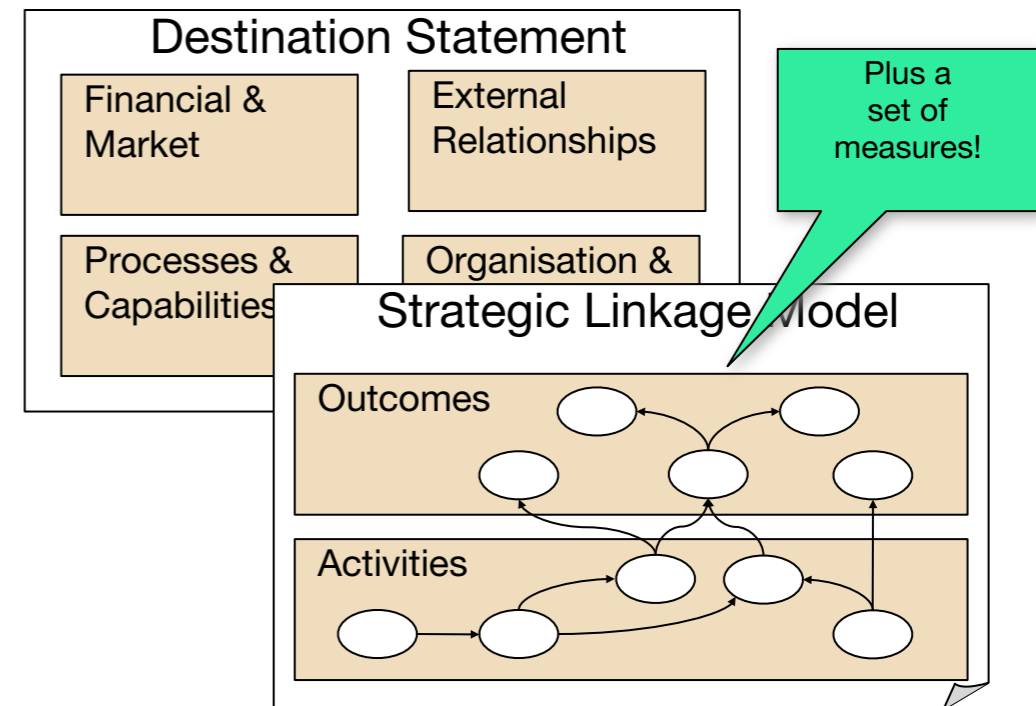 Destination Statement
Financial &
Market
External
Relationships
Plus a
set of
measures!
Processes &
Capabilities
Organisation &
Strategic Linkage Model
Outcomes
Activities